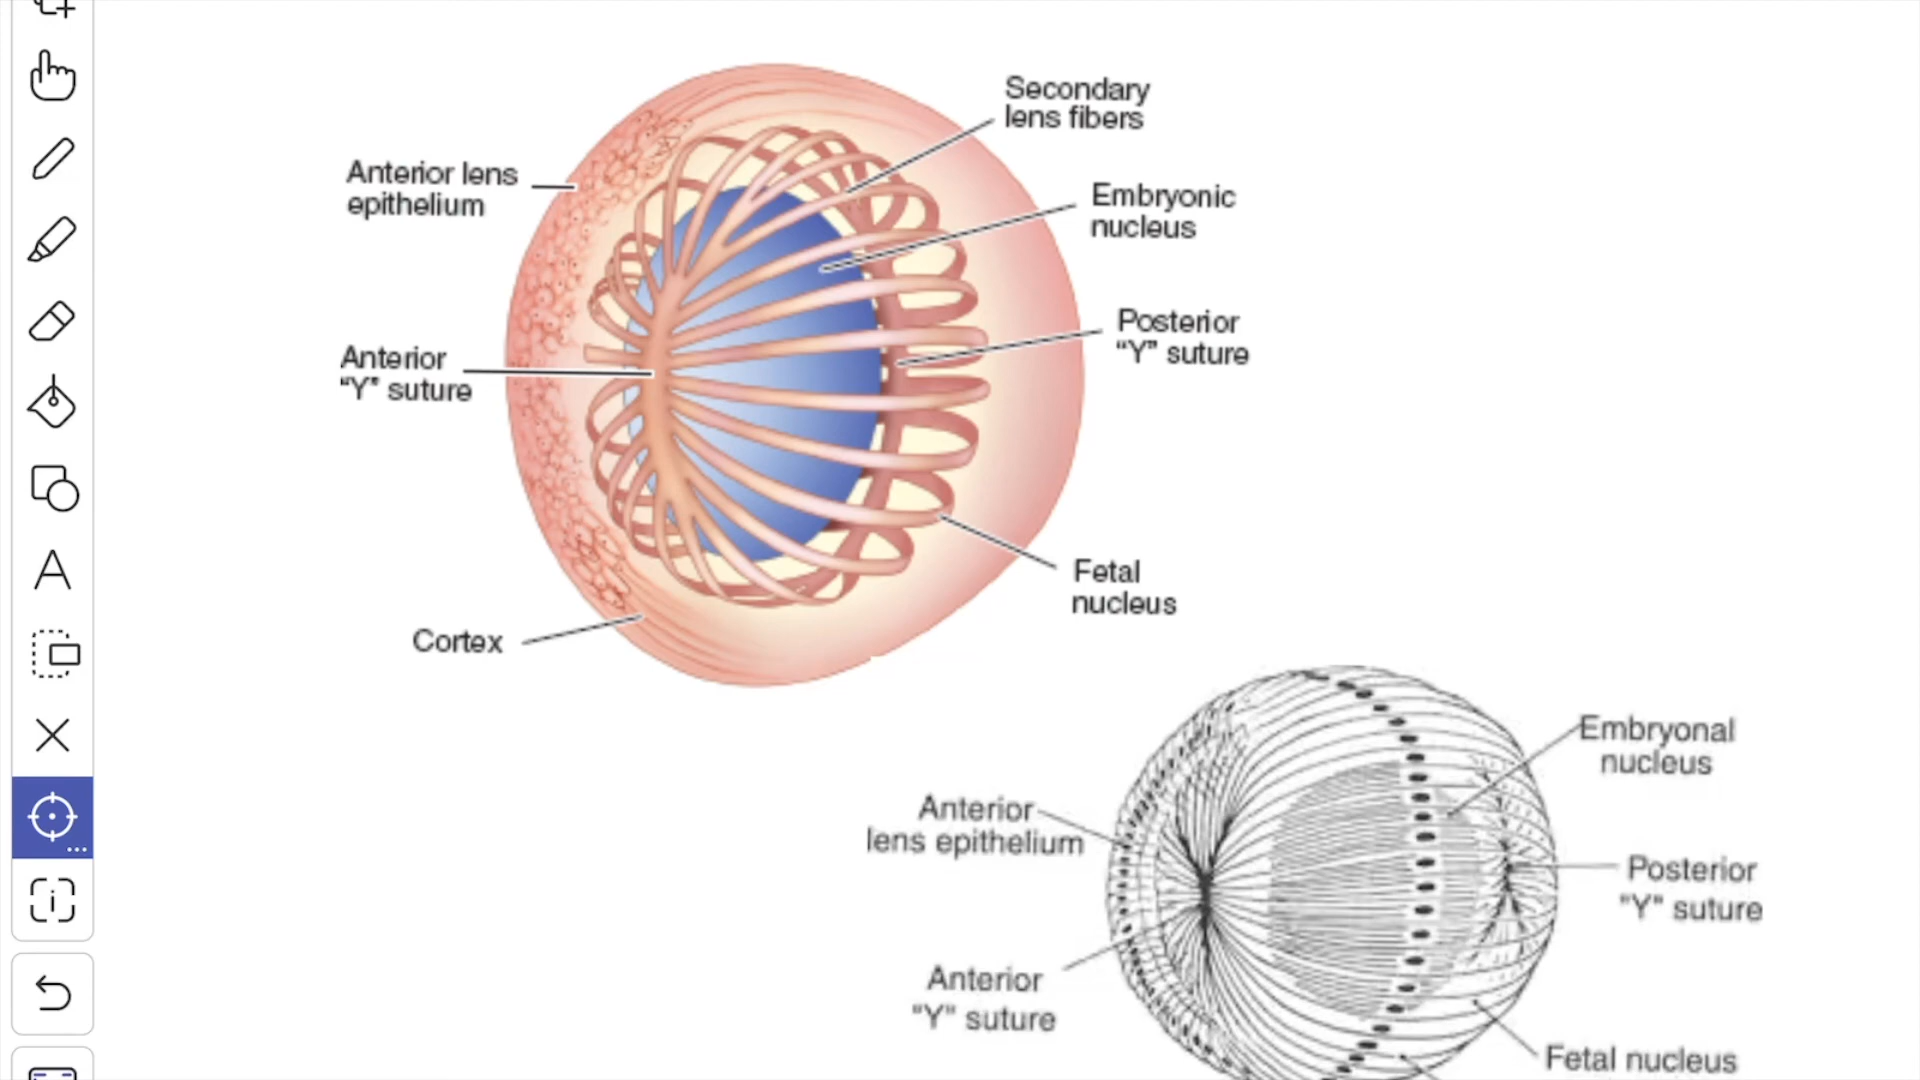 Secondary
lens fibers
Anterior lens
epithelium
Embryonic
nucleus
Posterior
“Y” suture
Anterior
“Y” suture
Fetal
nucleus
Cortex
Embryonal
nucleus
Anterior
lens epithelium
Posterior
"Y" suture
Anterior
"Y" suture
Fetal nucleus